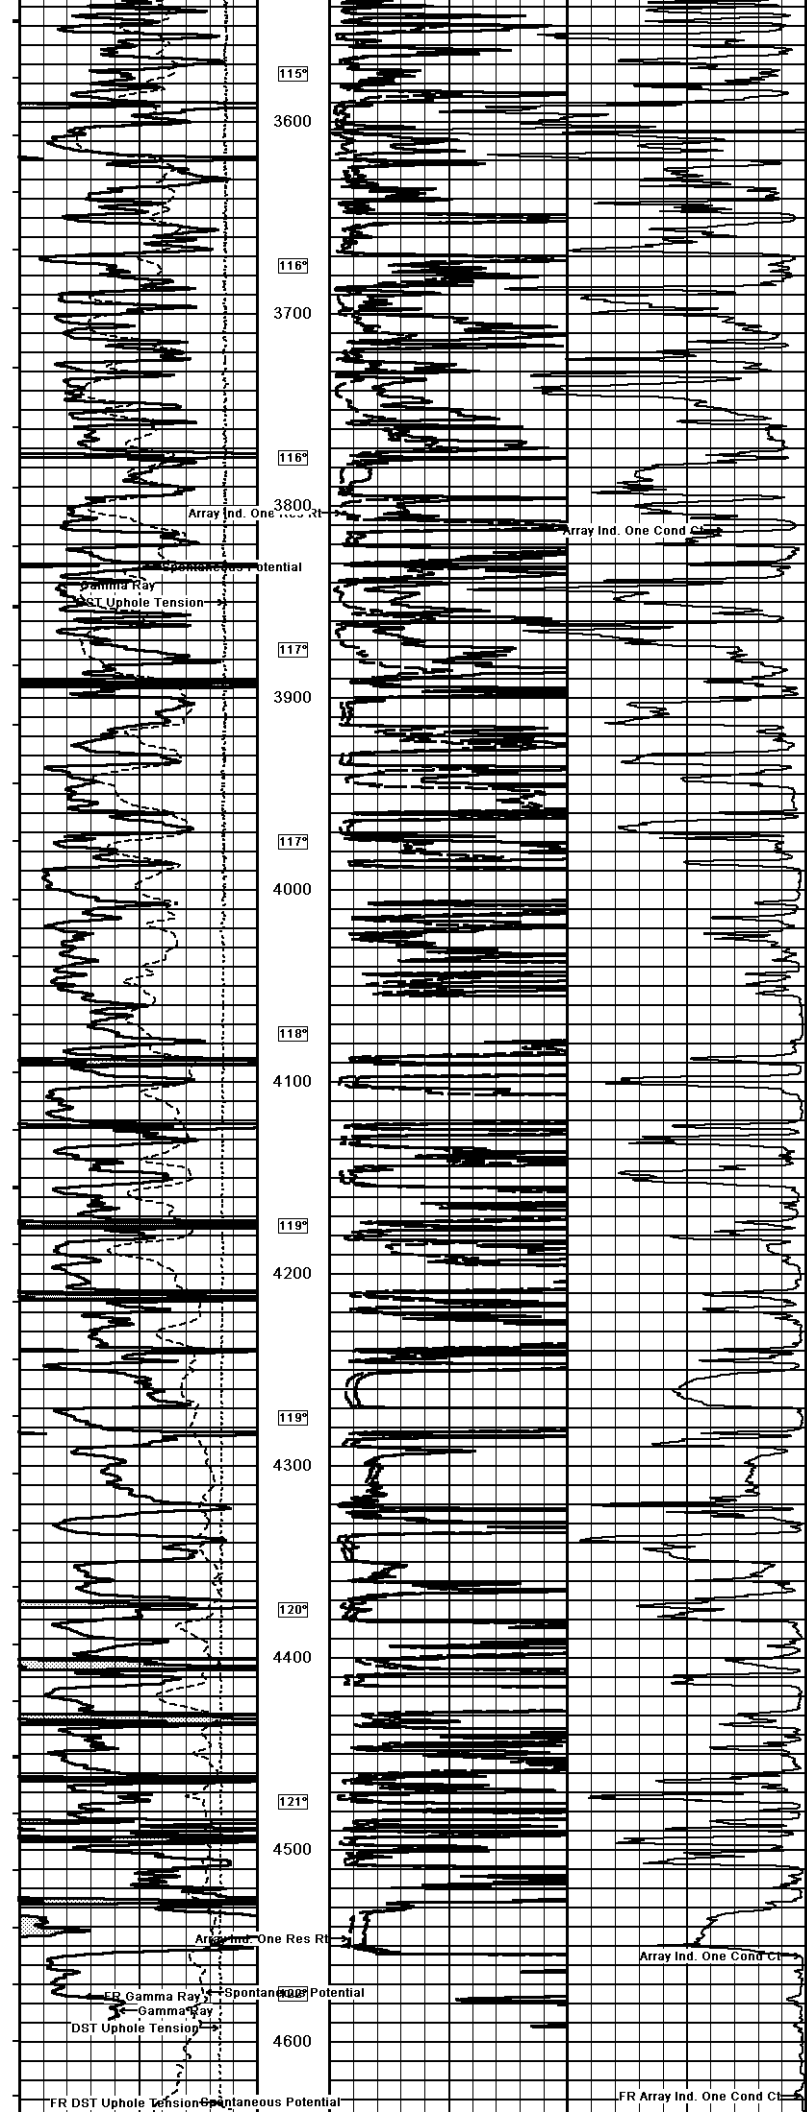 115°
3600
116°
3700
116°
3800
Array Ind. One Res Rt
Array Ind. One Cond Ct
Spontaneous Potential
Gamma Ray
DST Uphole Tension
117°
3900
117°
4000
118°
4100
119°
4200
119°
4300
120°
4400
121°
4500
Array Ind. One Res Rt
Array Ind. One Cond Ct
FR Gamma Ray
Spontaneous Potential
Gamma Ray
DST Uphole Tension
4600
FR Array Ind. One Cond Ct
FR DST Uphole Tension
Spontaneous Potential